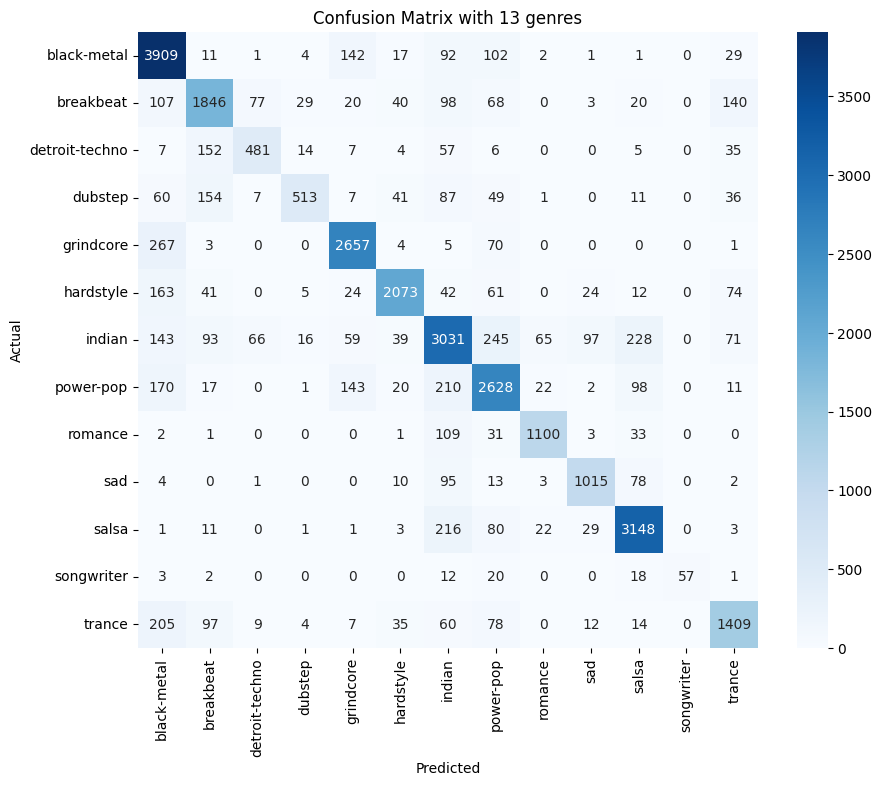 Confusion Matrix with 13 genres
black-metal 3909 11 1 4 142 17 92 102 2 1 1 0 29
breakbeat 107 1846 77 29 20 40 98 68 0 3 20 0 140
detroit-techno 7 152 481 14 7 4 57 6 0 0 5 0 35
dubstep 60 154 7 513 7 41 87 49 1 0 11 0 36
grindcore 267 3 0 0 2657 4 5 70 0 0 0 0 1
hardstyle 163 41 0 5 24 2073 42 61 0 24 12 0 74
indian 143 93 66 16 59 39 3031 245 65 97 228 0 71
power-pop 170 17 0 1 143 20 210 2628 22 2 98 0 11
romance 2 1 0 0 0 1 109 31 1100 3 33 0 0
sad 4 0 1 0 0 10 95 13 3 1015 78 0 2
salsa 1 11 0 1 1 3 216 80 22 29 3148 0 3
songwriter 3 2 0 0 0 0 12 20 0 0 18 57 1
trance 205 97 9 4 7 35 60 78 0 12 14 0 1409
black-metal breakbeat detroit-techno dubstep grindcore hardstyle indian power-pop romance sad salsa songwriter trance
Predicted
Actual
3500
3000
2500
2000
1500
1000
500
0